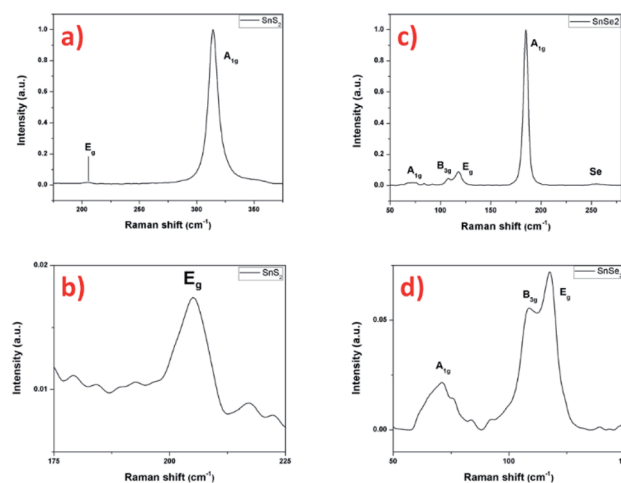 a)
SnS2
A1g
Eg
Intensity (a.u.)
1.0
0.8
0.6
0.4
0.2
0.0
200
250
300
350
Raman shift (cm-1)
c)
SnSe2
A1g
A1g
B3g
Eg
Se
Intensity (a.u.)
1.0
0.8
0.6
0.4
0.2
0.0
50
100
150
200
250
Raman shift (cm-1)
b)
SnS2
Eg
Intensity (a.u.)
0.02
0.01
175
200
225
Raman shift (cm-1)
d)
A1g
B3g
Eg
Intensity (a.u.)
0.05
0.00
50
100
Raman shift (cm-1)